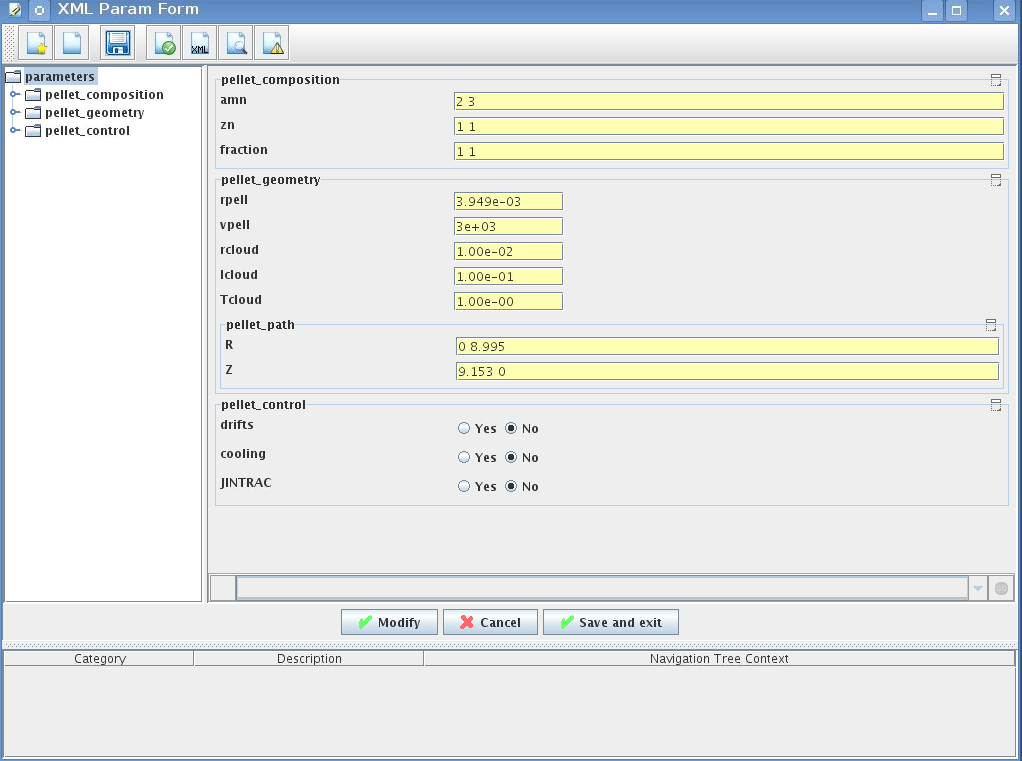 XML Param Form
XML
parameters
pellet_composition
pellet_geometry
pellet_control
pellet_composition
amn 2 3
zn 1 1
fraction 1 1
pellet_geometry
rpell 3.949e-03
vpell 3e+03
rcloud 1.00e-02
lcloud 1.00e-01
Tcloud 1.00e-00
pellet_path
R 0 8.995
Z 9.153 0
pellet_control
drifts Yes No
cooling Yes No
JINTRAC Yes No
Modify Cancel Save and exit
Category Description Navigation Tree Context